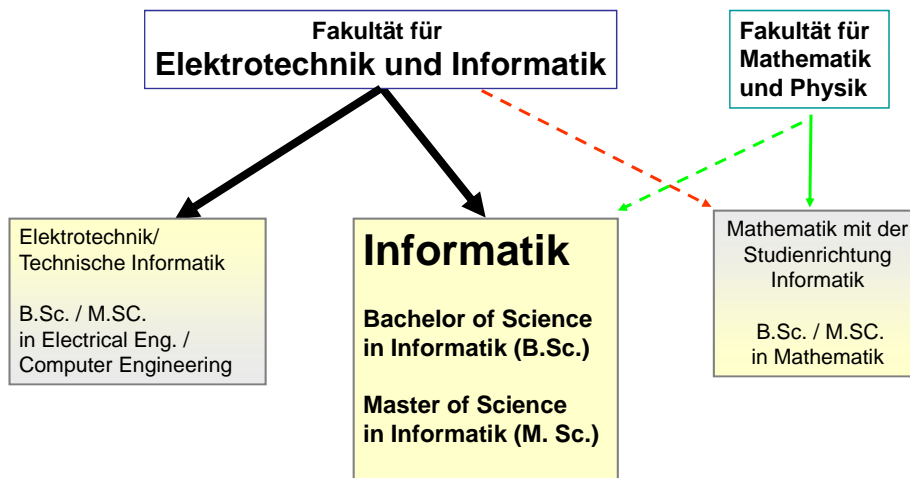 Fakultät für
Elektrotechnik und Informatik
Fakultät für
Mathematik
und Physik
Elektrotechnik/
Technische Informatik
B.Sc. / M.SC.
in Electrical Eng. /
Computer Engineering
Informatik
Bachelor of Science
in Informatik (B.Sc.)
Master of Science
in Informatik (M. Sc.)
Mathematik mit der
Studienrichtung
Informatik
B.Sc. / M.SC.
in Mathematik